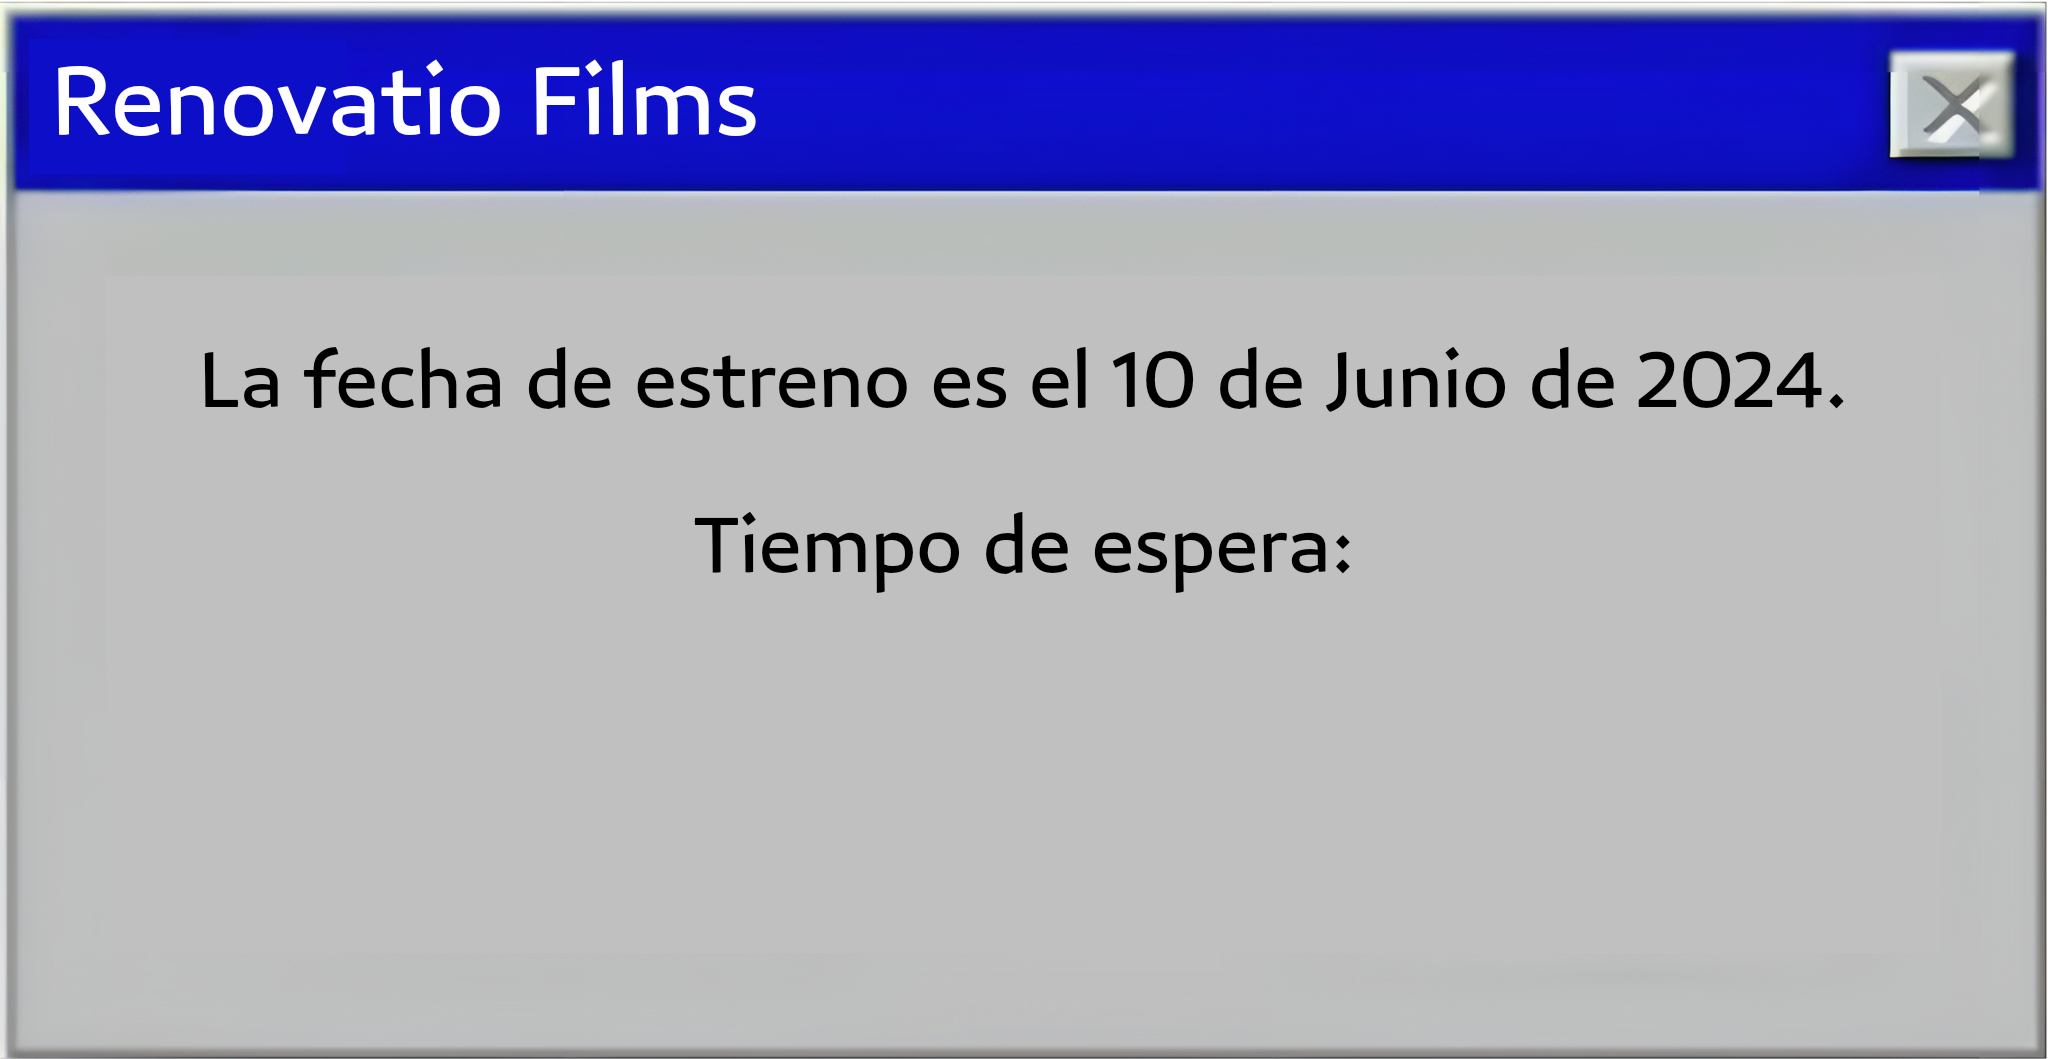 Renovatio Films
La fecha de estreno es el 10 de Junio de 2024.
Tiempo de espera: